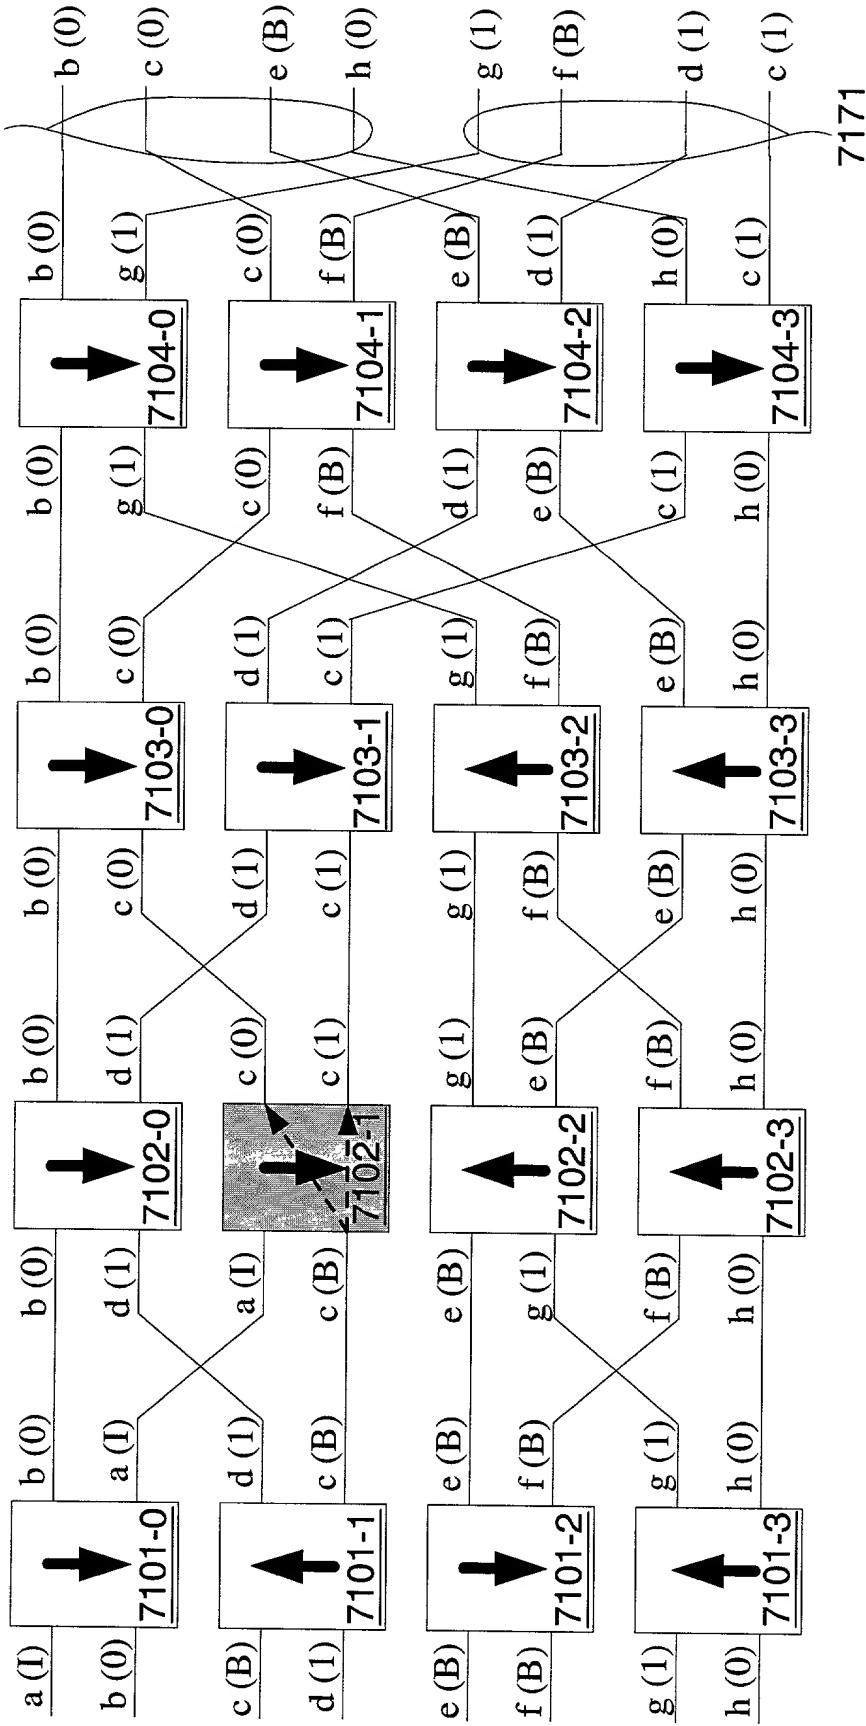 a (I) b (0) b (0) b (0) b (0) b (0) b (0) b (0) b (0)
b (0) a (I) d (1) d (1) c (0) c (0) g (1) g (1) c (0)
7101-0 7102-0 7103-0 7104-0
c (B) d (1) a (I) c (0) d (1) d (1) c (0) c (0) e (B)
d (1) c (B) c (B) c (1) c (1) c (1) f (B) f (B) h (0)
7101-1 7102-1 7103-1 7104-1
e (B) e (B) e (B) g (1) g (1) g (1) d (1) e (B) g (1)
f (B) f (B) g (1) e (B) f (B) f (B) e (B) d (1) f (B)
7101-2 7102-2 7103-2 7104-2
g (1) g (1) f (B) f (B) e (B) e (B) c (1) h (0) d (1)
h (0) h (0) h (0) h (0) h (0) h (0) h (0) c (1) c (1)
7101-3 7102-3 7103-3 7104-3
7171